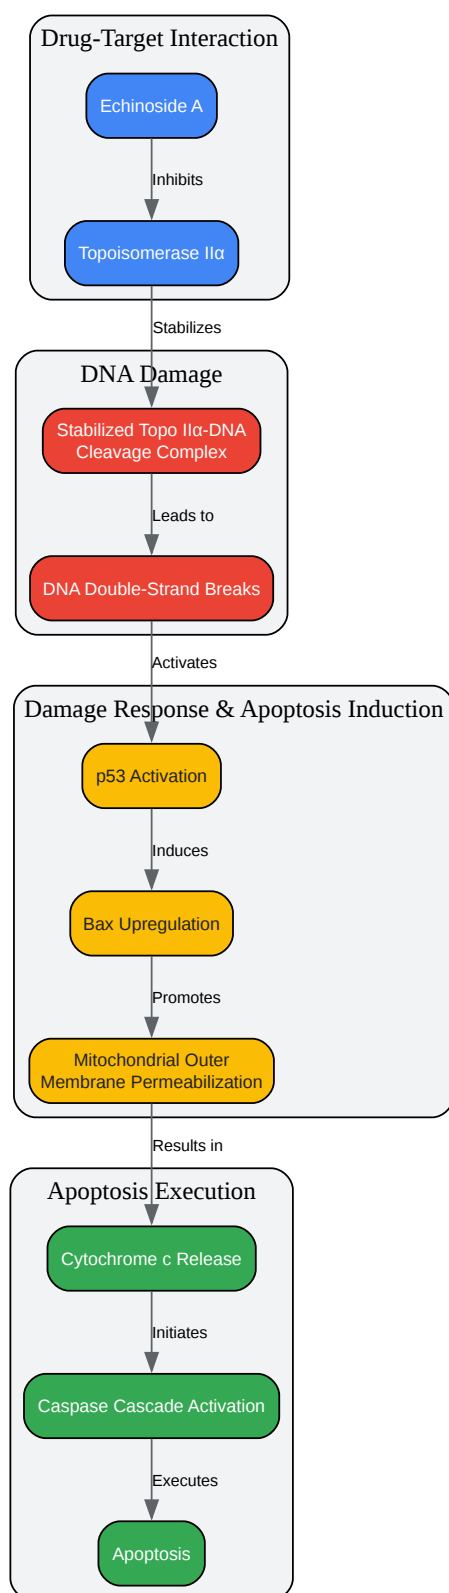 Drug-Target Interaction
Echinoside A
Inhibits
Topoisomerase IIα
Stabilizes
DNA Damage
Stabilized Topo IIα-DNA
Cleavage Complex
Leads to
DNA Double-Strand Breaks
Activates
Damage Response & Apoptosis Induction
p53 Activation
Induces
Bax Upregulation
Promotes
Mitochondrial Outer
Membrane Permeabilization
Results in
Apoptosis Execution
Cytochrome c Release
Initiates
Caspase Cascade Activation
Executes
Apoptosis